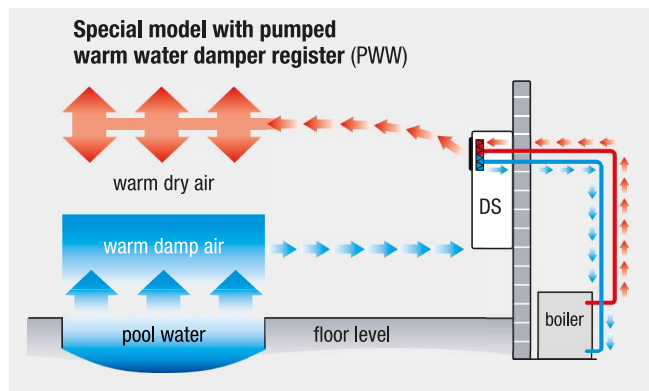 Special model with pumped
warm water damper register (PWW)
warm dry air
DS
warm damp air
boiler
pool water
floor level